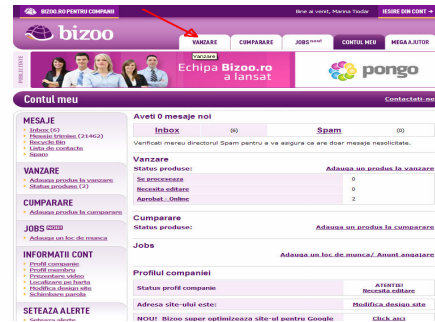 BIZOO.RO PENTRU COMPANII
Bine ai venit, Marina Tlodar IESIRE DIN CONT
bizoo
VANZARE CUMPARARE JOBS nou! CONTUL MEU MEGA AJUTOR
Vanzare
PUBLICITATE
Echipa Bizoo.ro
a lansat
pongo
Contul meu
Contactati-ne
MESAJE
Inbox (6)
Mesaje trimise (21462)
Recycle Bin
Lista de contacte
Spam
VANZARE
Adauga produs la vanzare
Status produse (2)
CUMPARARE
Adauga produs la cumparare
JOBS
Adauga un loc de munca
INFORMATII CONT
Profil companie
Profil membru
Prezentare video
Localizare pe harta
Modifica design site
Schimbare parola
SETEAZA ALERTE
Seteaza alerte
Aveti 0 mesaje noi
Inbox (6) Spam (0)
Verificati mereu directorul Spam pentru a va asigura ca are doar mesaje nesolicitate.
Vanzare
Status produse: Adauga un produs la vanzare
Se proceseaza 0
Necesita editare 0
Aprobat - Online 2
Cumparare
Status produse: Adauga un produs la cumparare
Jobs
Adauga un loc de munca/ Anunt angajare
Profilul companiei
Status profil companie ATENTIE!
Necesita editare
Adresa site-ului este: Modifica design site
NOU! Bizoo super optimizeaza site-ul pentru Google Click aici